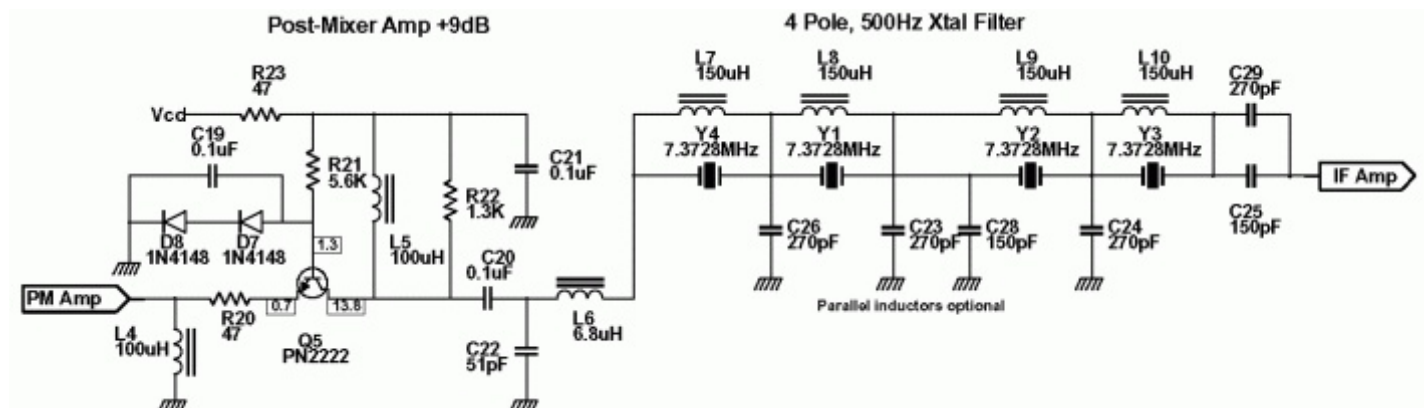 Post-Mixer Amp +9dB
4 Pole, 500Hz Xtal Filter
R23
47
Vcd
C19
0.1uF
R21
5.6K
D8
1N4148
D7
1N4148
1.3
L5
100uH
R22
1.3K
C21
0.1uF
C20
0.1uF
PM Amp
L4
100uH
R20
47
0.7
13.8
Q5
PN2222
C22
51pF
L6
6.8uH
L7
150uH
L8
150uH
L9
150uH
L10
150uH
C29
270pF
Y4
7.3728MHz
Y1
7.3728MHz
Y2
7.3728MHz
Y3
7.3728MHz
IF Amp
C26
270pF
C23
270pF
C28
150pF
C24
270pF
C25
150pF
Parallel inductors optional